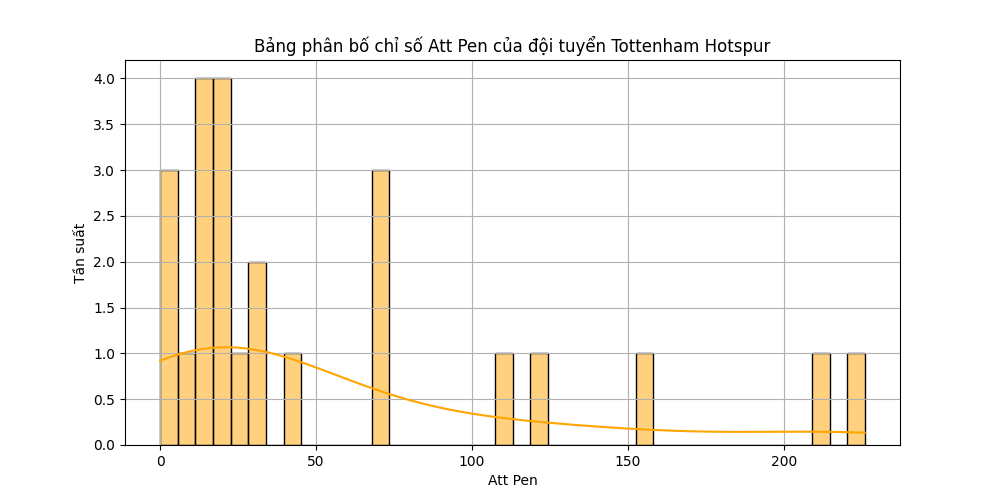 Bảng phân bố chỉ số Att Pen của đội tuyển Tottenham Hotspur
Tần suất
4.0
3.5
3.0
2.5
2.0
1.5
1.0
0.5
0.0
0 50 100 150 200
Att Pen